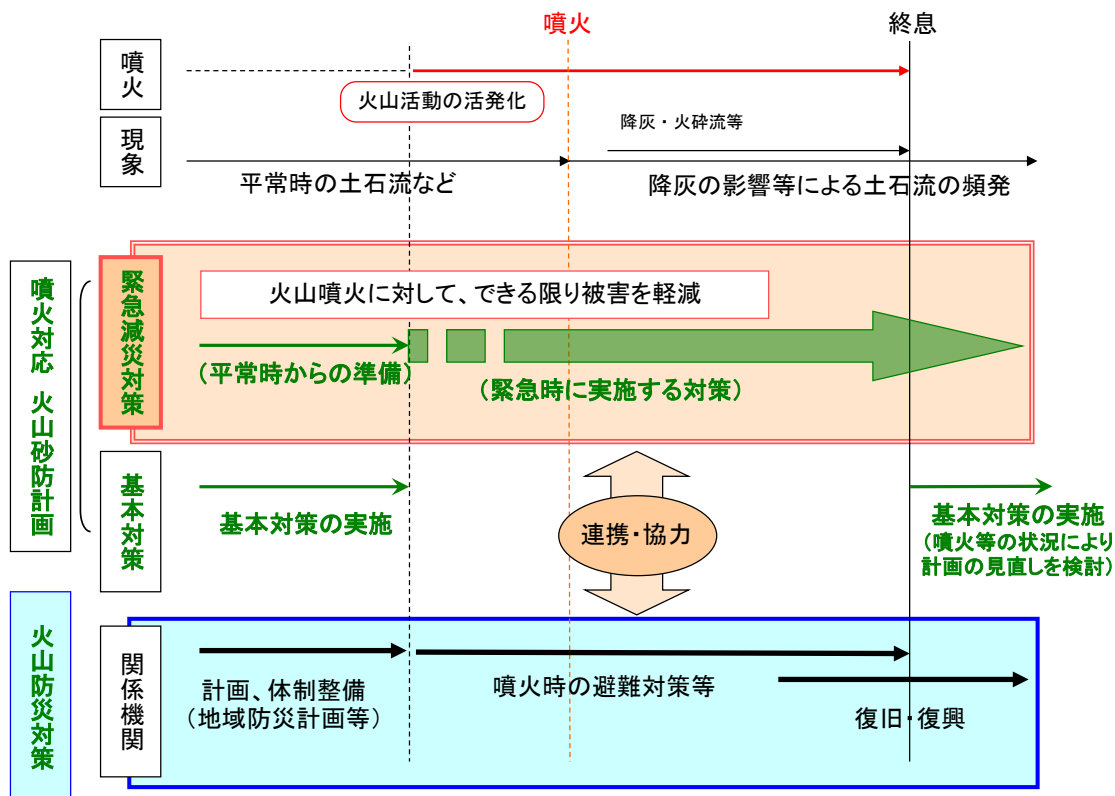 噴火
終息
噴火
火山活動の活発化
現象
降灰・火砕流等
平常時の土石流など
降灰の影響等による土石流の頻発
噴火対応 火山砂防計画
緊急減災対策
火山噴火に対して、できる限り被害を軽減
(平常時からの準備)
(緊急時に実施する対策)
基本対策
基本対策の実施
連携・協力
基本対策の実施
(噴火等の状況により
計画の見直しを検討)
火山防災対策
関係機関
計画、体制整備
(地域防災計画等)
噴火時の避難対策等
復旧・復興